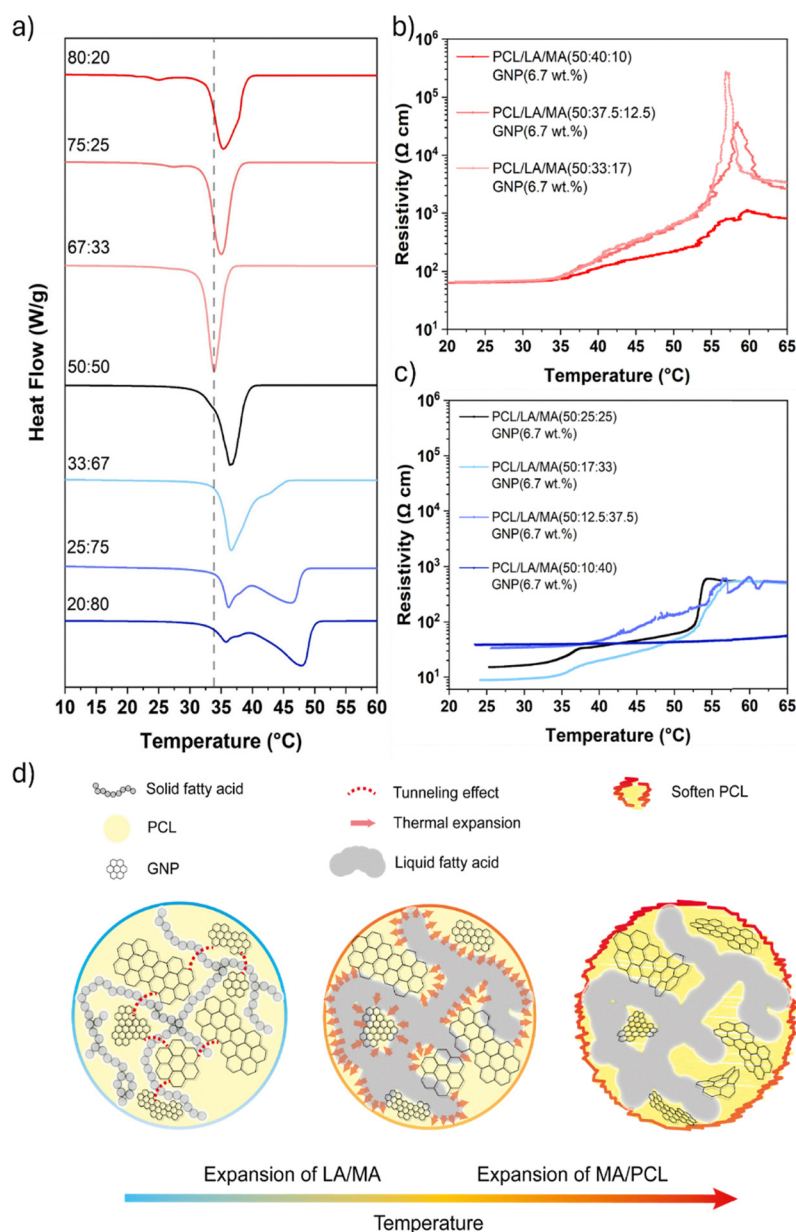 a)
80:20
75:25
67:33
50:50
33:67
25:75
20:80
Heat Flow (W/g)
10 15 20 25 30 35 40 45 50 55 60
Temperature (°C)
b)
PCL/LA/MA(50:40:10)
GNP(6.7 wt.%)
PCL/LA/MA(50:37.5:12.5)
GNP(6.7 wt.%)
PCL/LA/MA(50:33:17)
GNP(6.7 wt.%)
Resistivity (Ω cm)
10⁶
10⁵
10⁴
10³
10²
10¹
20 25 30 35 40 45 50 55 60 65
Temperature (°C)
c)
PCL/LA/MA(50:25:25)
GNP(6.7 wt.%)
PCL/LA/MA(50:17:33)
GNP(6.7 wt.%)
PCL/LA/MA(50:12.5:37.5)
GNP(6.7 wt.%)
PCL/LA/MA(50:10:40)
GNP(6.7 wt.%)
Resistivity (Ω cm)
10⁶
10⁵
10⁴
10³
10²
10¹
20 25 30 35 40 45 50 55 60 65
Temperature (°C)
d)
Solid fatty acid
Tunneling effect
Soften PCL
PCL
Thermal expansion
GNP
Liquid fatty acid
Expansion of LA/MA
Expansion of MA/PCL
Temperature